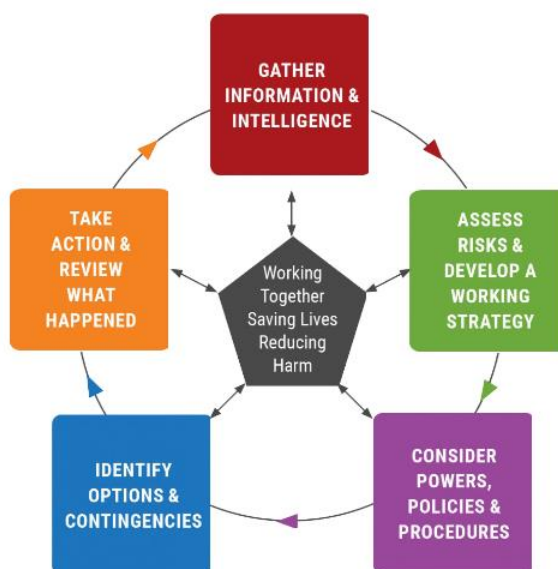 GATHER
INFORMATION &
INTELLIGENCE
ASSESS
RISKS &
DEVELOP A
WORKING
STRATEGY
CONSIDER
POWERS,
POLICIES &
PROCEDURES
IDENTIFY
OPTIONS &
CONTINGENCIES
TAKE
ACTION &
REVIEW
WHAT
HAPPENED
Working
Together
Saving Lives
Reducing
Harm